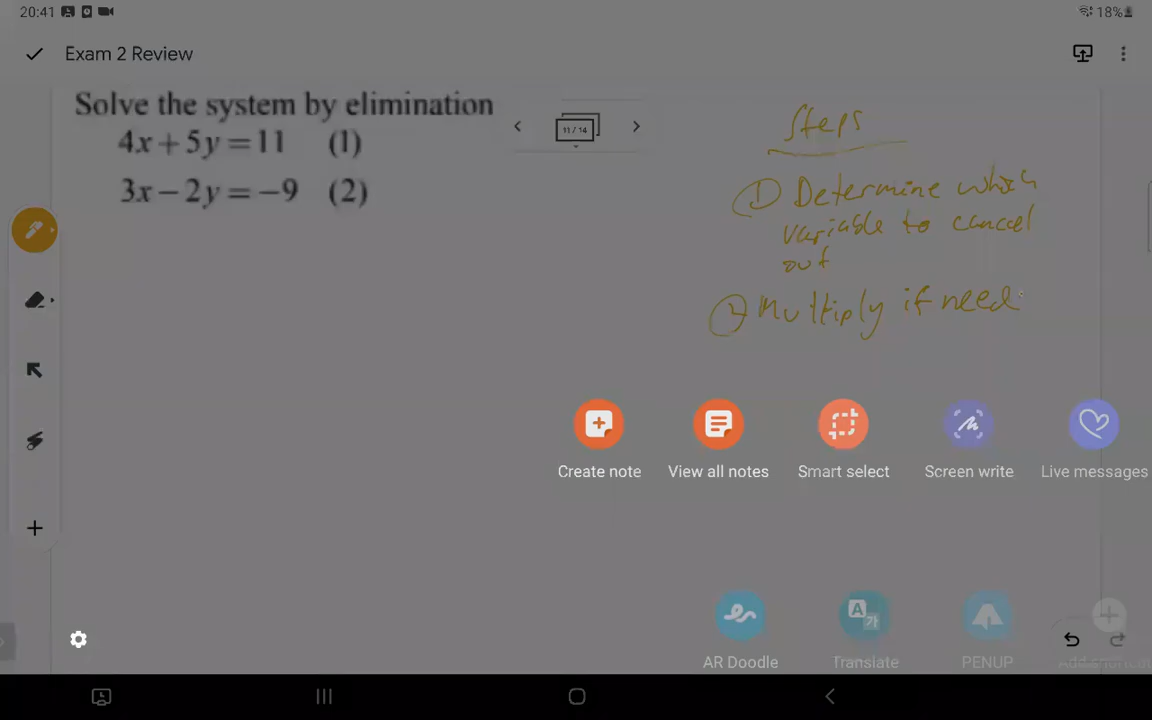 20:41
18%
Exam 2 Review
Solve the system by elimination
4x + 5y = 11 (1)
3x − 2y = −9 (2)
11 / 14
Steps
① Determine which
variable to cancel
out
② Multiply if need
Create note
View all notes
Smart select
Screen write
Live messages
AR Doodle
Translate
PENUP
Add shortcut